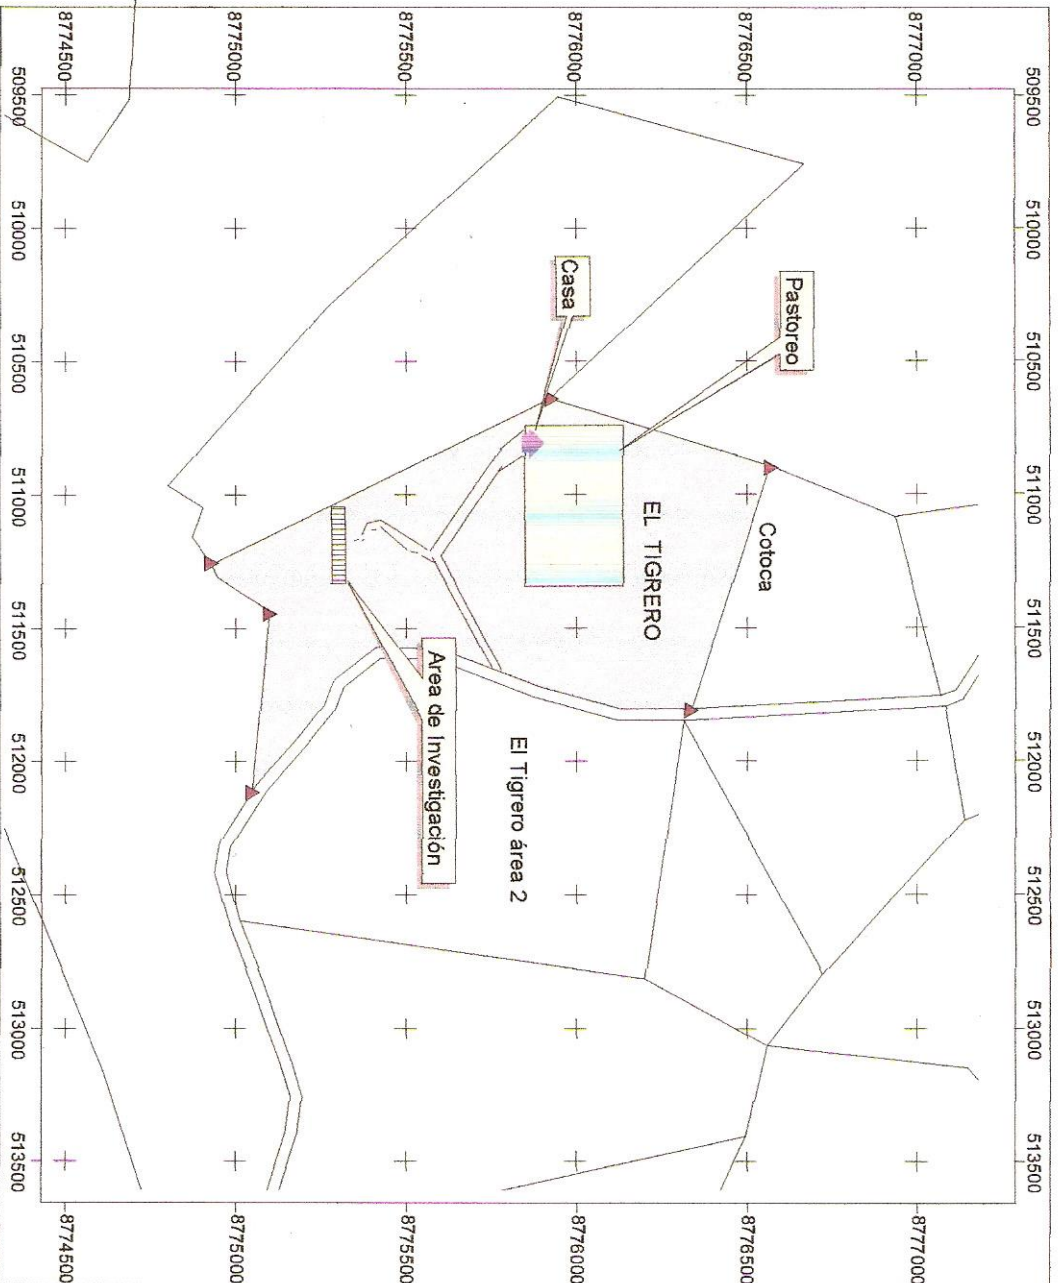 509500 510000 510500 511000 511500 512000 512500 513000 513500
8777000 8777000
Pastoreo
Cotoca
8776500 8776500
EL TIGRERO
Casa
8776000 8776000
El Tigrero área 2
Area de Investigación
8775500 8775500
8775000 8775000
8774500 8774500
509500 510000 510500 511000 511500 512000 512500 513000 513500